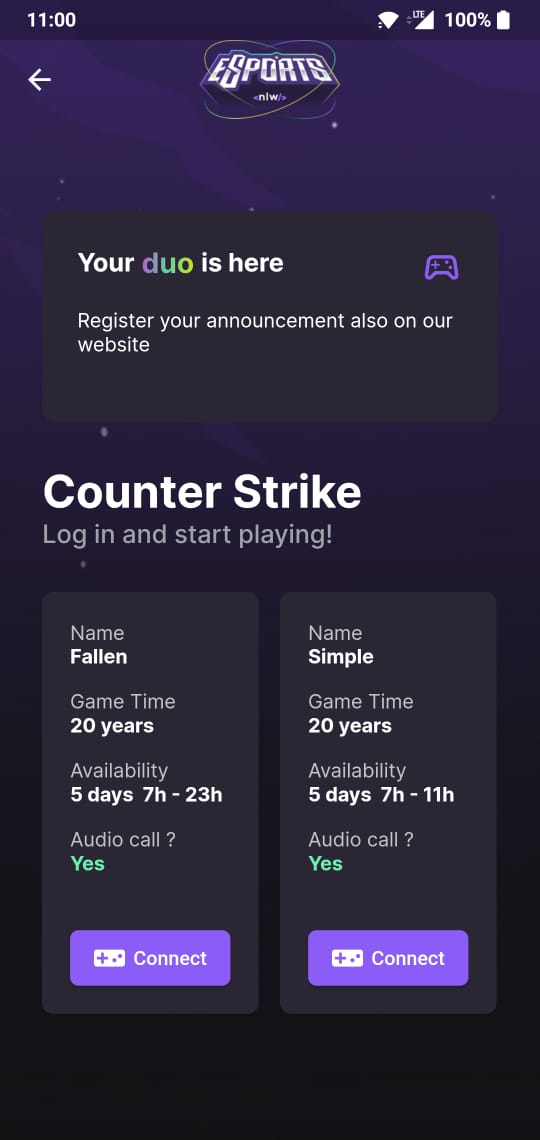 11:00 LTE 100%
ESPORTS
<nlw/>
Your duo is here
Register your announcement also on our
website
Counter Strike
Log in and start playing!
Name
Fallen
Game Time
20 years
Availability
5 days 7h - 23h
Audio call ?
Yes
Connect
Name
Simple
Game Time
20 years
Availability
5 days 7h - 11h
Audio call ?
Yes
Connect